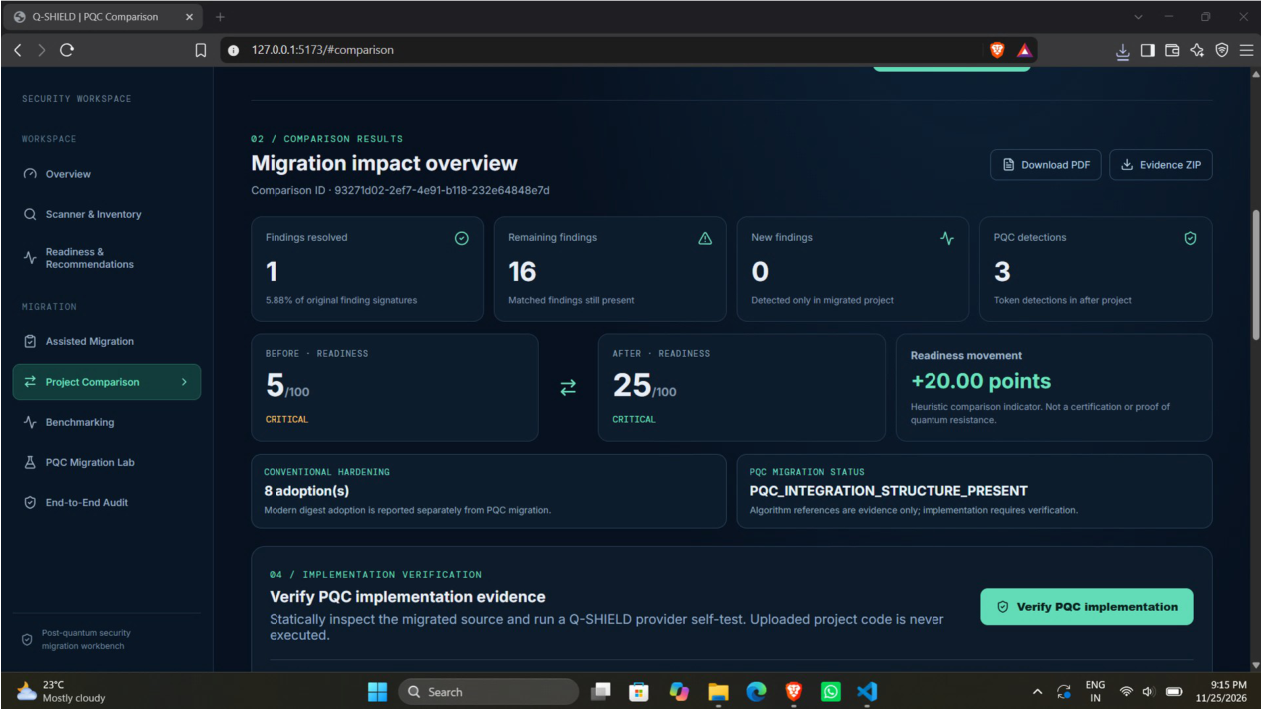 Q-SHIELD | PQC Comparison
127.0.0.1:5173/#comparison
SECURITY WORKSPACE
WORKSPACE
Overview
Scanner & Inventory
Readiness &
Recommendations
MIGRATION
Assisted Migration
Project Comparison
Benchmarking
PQC Migration Lab
End-to-End Audit
Post-quantum security
migration workbench
02 / COMPARISON RESULTS
Migration impact overview
Comparison ID · 93271d02-2ef7-4e91-b118-232e64848e7d
Download PDF
Evidence ZIP
Findings resolved
1
5.88% of original finding signatures
Remaining findings
16
Matched findings still present
New findings
0
Detected only in migrated project
PQC detections
3
Token detections in after project
BEFORE · READINESS
5/100
CRITICAL
AFTER · READINESS
25/100
CRITICAL
Readiness movement
+20.00 points
Heuristic comparison indicator. Not a certification or proof of
quantum resistance.
CONVENTIONAL HARDENING
8 adoption(s)
Modern digest adoption is reported separately from PQC migration.
PQC MIGRATION STATUS
PQC_INTEGRATION_STRUCTURE_PRESENT
Algorithm references are evidence only; implementation requires verification.
04 / IMPLEMENTATION VERIFICATION
Verify PQC implementation evidence
Statically inspect the migrated source and run a Q-SHIELD provider self-test. Uploaded project code is never
executed.
Verify PQC implementation
23°C
Mostly cloudy
Search
ENG
IN
9:15 PM
11/25/2026